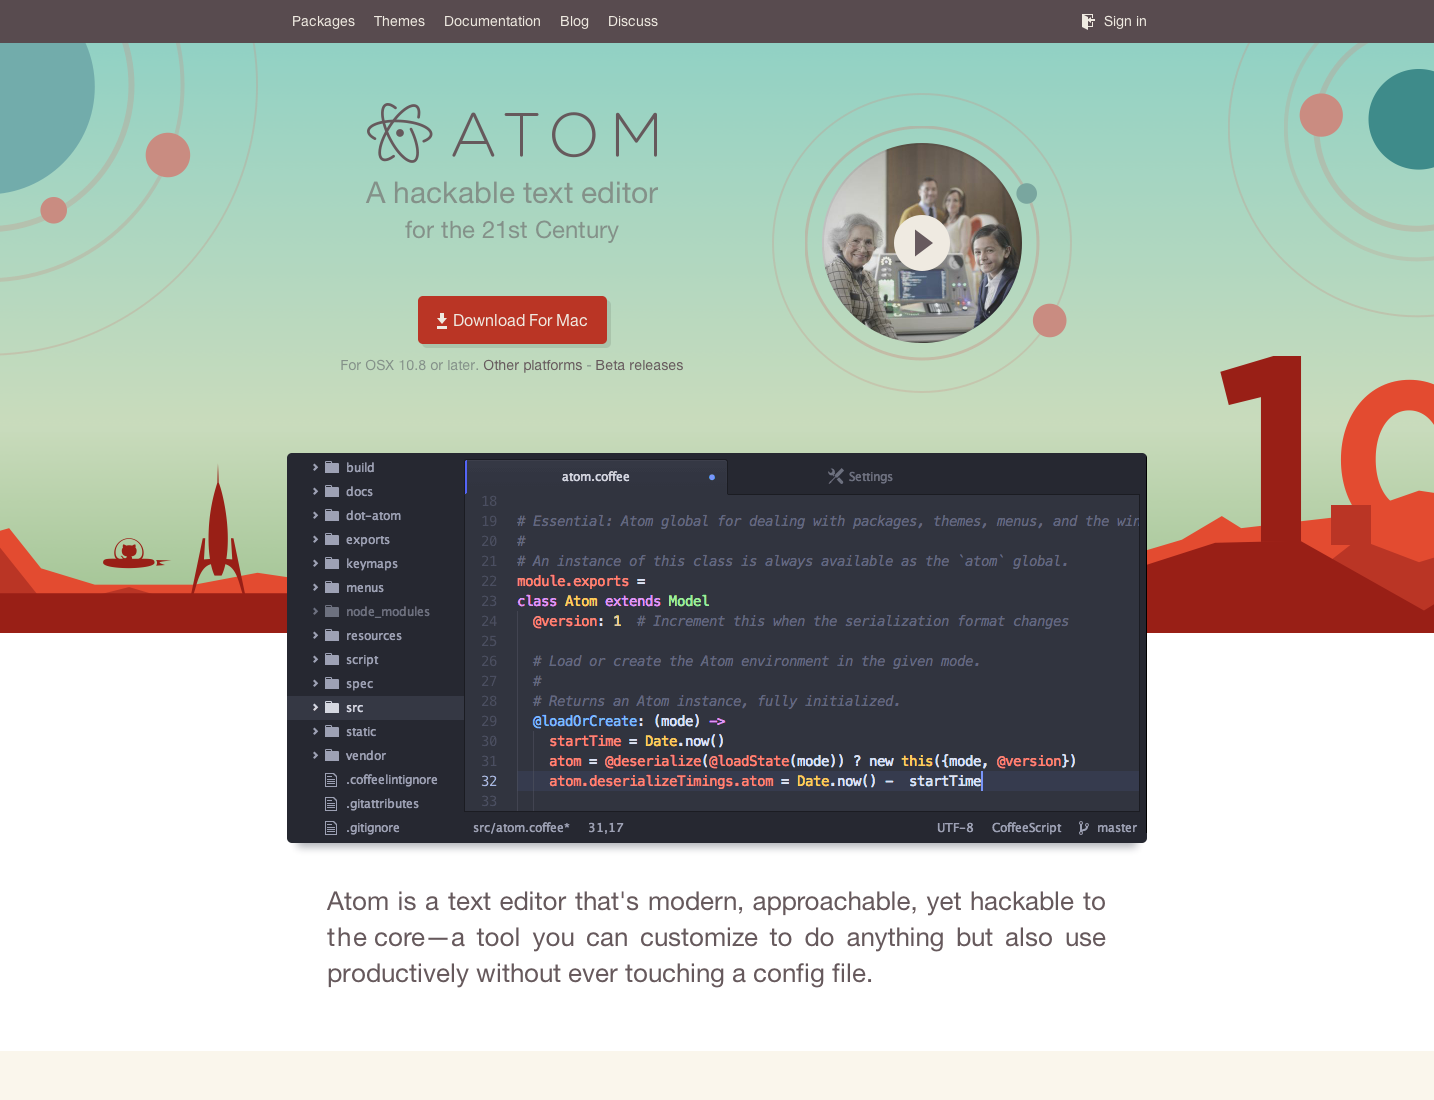 Packages Themes Documentation Blog Discuss Sign in
ATOM
A hackable text editor
for the 21st Century
Download For Mac
For OSX 10.8 or later. Other platforms - Beta releases
1.0
build
docs
dot-atom
exports
keymaps
menus
node_modules
resources
script
spec
src
static
vendor
.coffeelintignore
.gitattributes
.gitignore
atom.coffee Settings
18
19 # Essential: Atom global for dealing with packages, themes, menus, and the win
20 #
21 # An instance of this class is always available as the `atom` global.
22 module.exports =
23 class Atom extends Model
24 @version: 1 # Increment this when the serialization format changes
25
26 # Load or create the Atom environment in the given mode.
27 #
28 # Returns an Atom instance, fully initialized.
29 @loadOrCreate: (mode) ->
30 startTime = Date.now()
31 atom = @deserialize(@loadState(mode)) ? new this({mode, @version})
32 atom.deserializeTimings.atom = Date.now() - startTime
33
src/atom.coffee* 31,17 UTF-8 CoffeeScript master
Atom is a text editor that's modern, approachable, yet hackable to
the core—a tool you can customize to do anything but also use
productively without ever touching a config file.